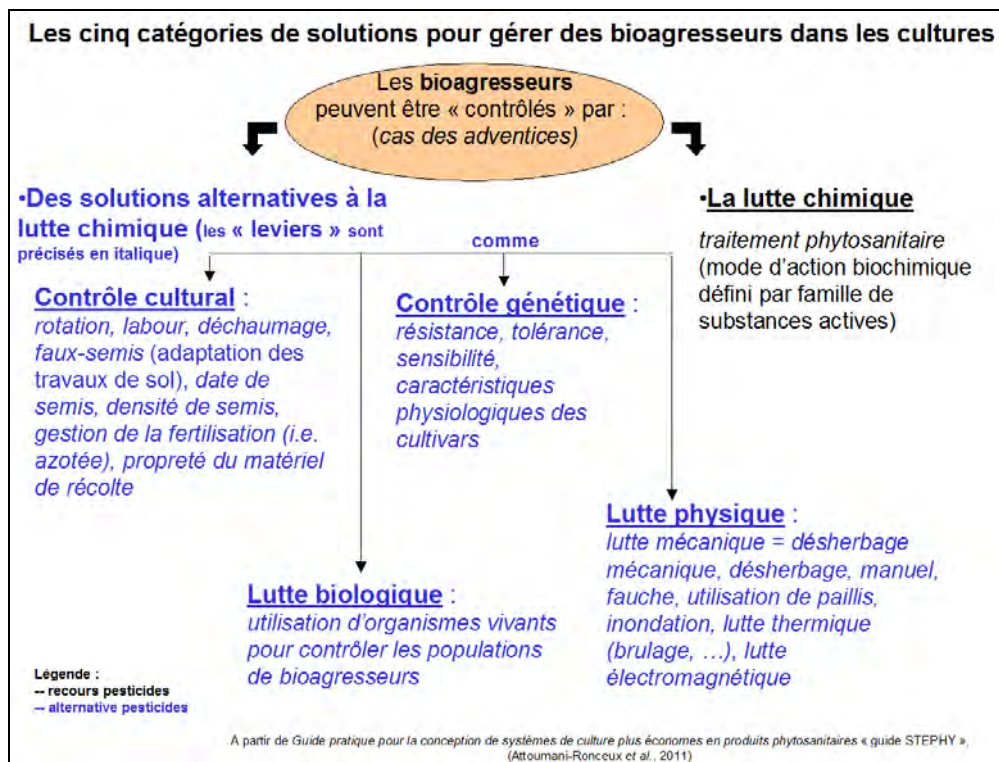 Les cinq catégories de solutions pour gérer des bioagresseurs dans les cultures
Les bioagresseurs
peuvent être « contrôlés » par :
(cas des adventices)
•Des solutions alternatives à la
lutte chimique (les « leviers » sont
précisés en italique)
comme
•La lutte chimique
traitement phytosanitaire
(mode d'action biochimique
défini par famille de
substances actives)
Contrôle cultural :
rotation, labour, déchaumage,
faux-semis (adaptation des
travaux de sol), date de
semis, densité de semis,
gestion de la fertilisation (i.e.
azotée), propreté du matériel
de récolte
Contrôle génétique :
résistance, tolérance,
sensibilité,
caractéristiques
physiologiques des
cultivars
Lutte biologique :
utilisation d'organismes vivants
pour contrôler les populations
de bioagresseurs
Lutte physique :
lutte mécanique = désherbage
mécanique, désherbage, manuel,
fauche, utilisation de paillis,
inondation, lutte thermique
(brulage, …), lutte
électromagnétique
Légende :
-- recours pesticides
-- alternative pesticides
A partir de Guide pratique pour la conception de systèmes de culture plus économes en produits phytosanitaires « guide STEPHY »,
(Attoumani-Ronceux et al., 2011)